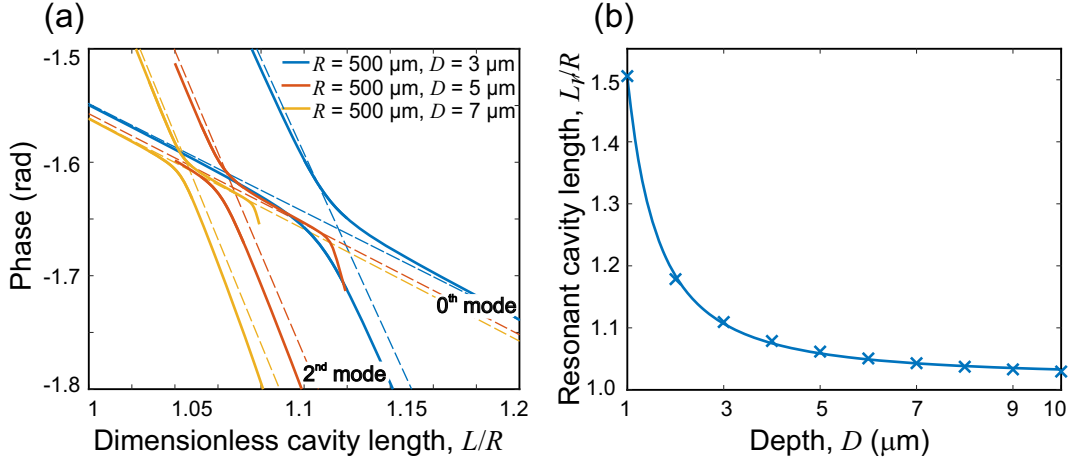 (a)
-1.5
-1.6
-1.7
-1.8
Phase (rad)
R = 500 μm, D = 3 μm
R = 500 μm, D = 5 μm
R = 500 μm, D = 7 μm
0th mode
2nd mode
1 1.05 1.1 1.15 1.2
Dimensionless cavity length, L/R
(b)
1.5
1.4
1.3
1.2
1.1
1.0
Resonant cavity length, Lr/R
1 3 5 7 9 10
Depth, D (μm)